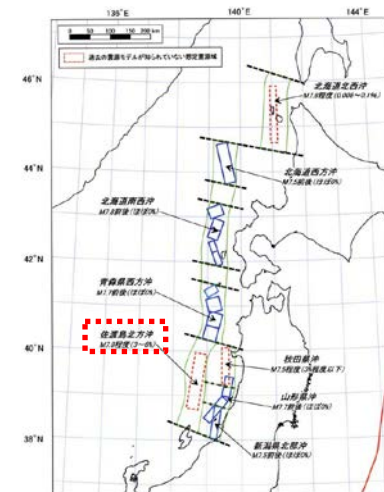 136˚E
140˚E
144˚E
0 50 100 150 200 km
過去の震源モデルが知られていない想定震源域
46˚N
北海道北西沖
M7.8程度(0.006～0.1%)
44˚N
北海道西方沖
M7.5前後(ほぼ0%)
北海道南西沖
M7.8前後(ほぼ0%)
42˚N
青森県西方沖
M7.7前後(ほぼ0%)
佐渡島北方沖
M7.8程度(3～6%)
40˚N
秋田県沖
M7.5程度(3%程度以下)
山形県沖
M7.7前後(ほぼ0%)
38˚N
新潟県北部沖
M7.5前後(ほぼ0%)